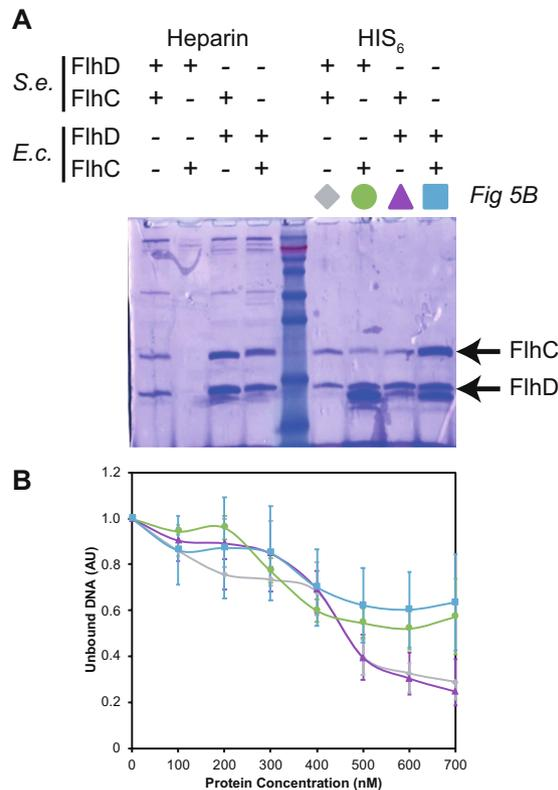 A
Heparin HIS6
S.e. FlhD + + - - + + - -
FlhC + - + - + - + -
E.c. FlhD - - + + - - + +
FlhC - + - + - + - +
Fig 5B
FlhC
FlhD
B
1.2
1.0
0.8
0.6
0.4
0.2
0
Unbound DNA (AU)
0 100 200 300 400 500 600 700
Protein Concentration (nM)